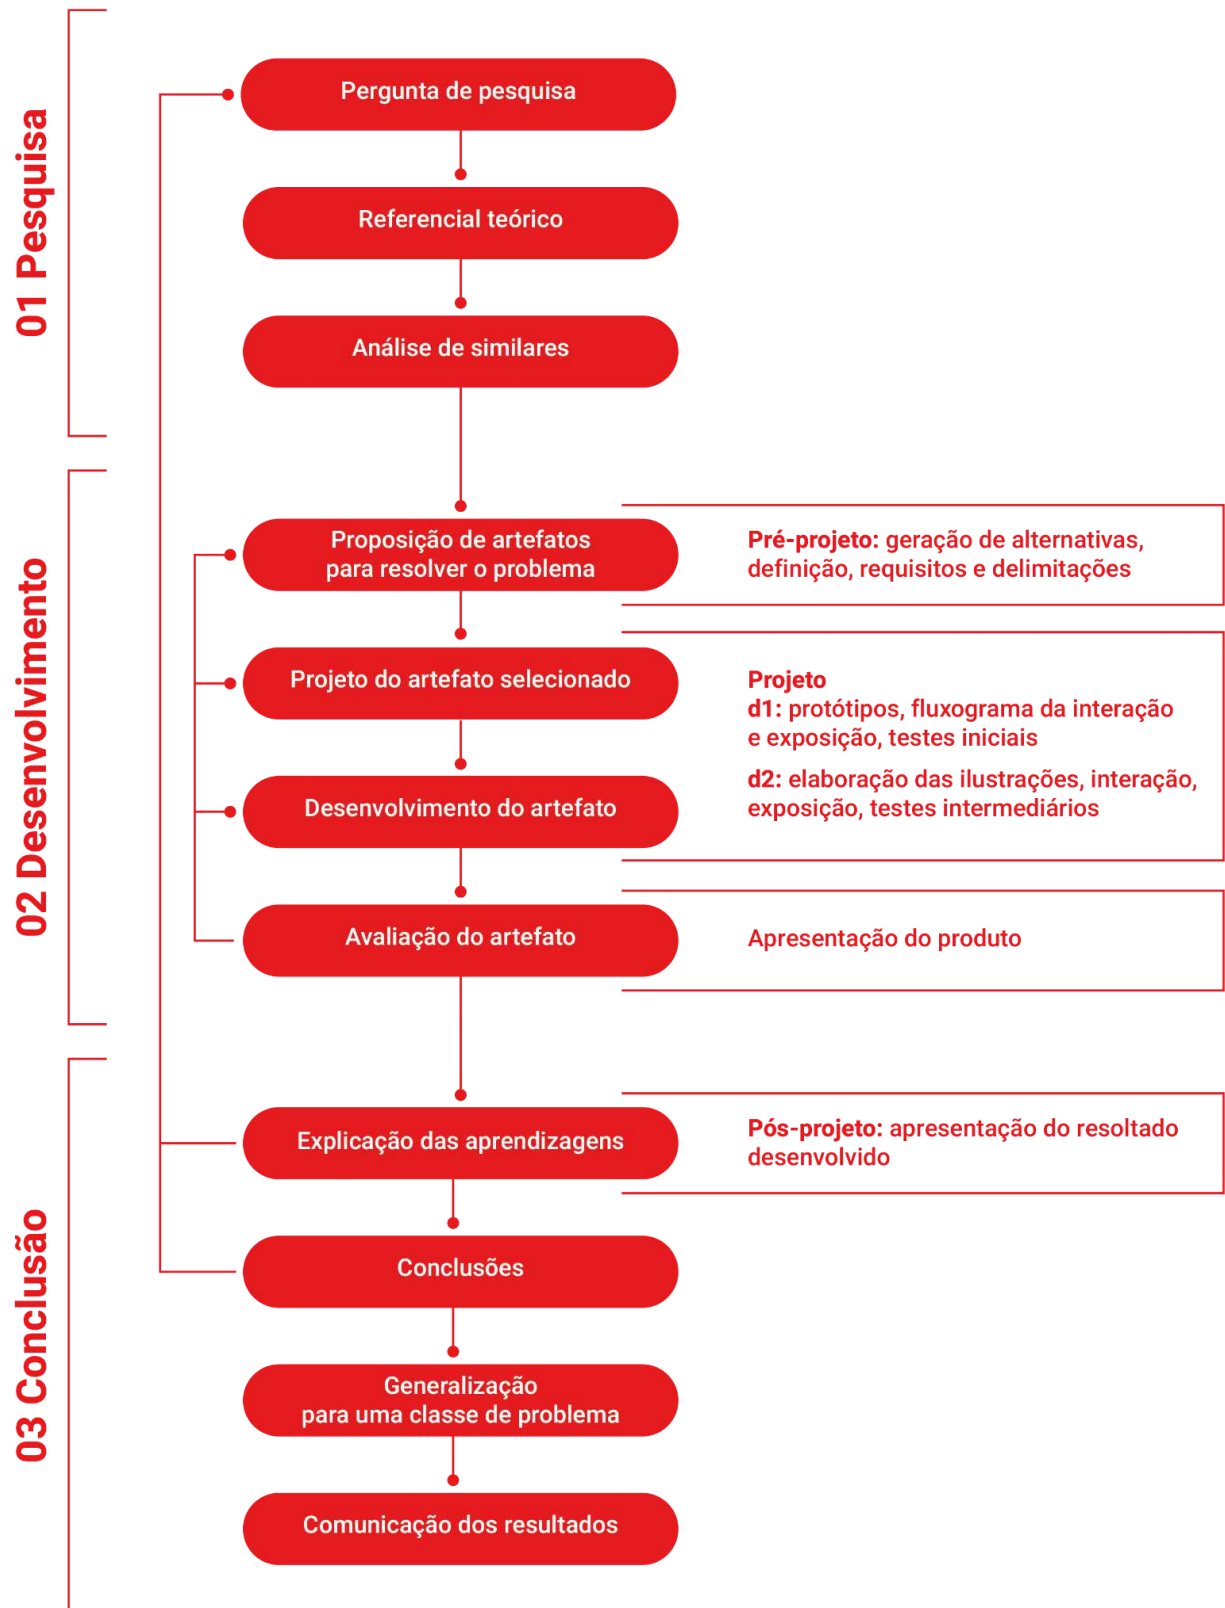 01 Pesquisa
Pergunta de pesquisa
Referencial teórico
Análise de similares
02 Desenvolvimento
Proposição de artefatos
para resolver o problema
Pré-projeto: geração de alternativas,
definição, requisitos e delimitações
Projeto do artefato selecionado
Projeto
d1: protótipos, fluxograma da interação
e exposição, testes iniciais
d2: elaboração das ilustrações, interação,
exposição, testes intermediários
Desenvolvimento do artefato
Avaliação do artefato
Apresentação do produto
03 Conclusão
Explicação das aprendizagens
Pós-projeto: apresentação do resoltado
desenvolvido
Conclusões
Generalização
para uma classe de problema
Comunicação dos resultados